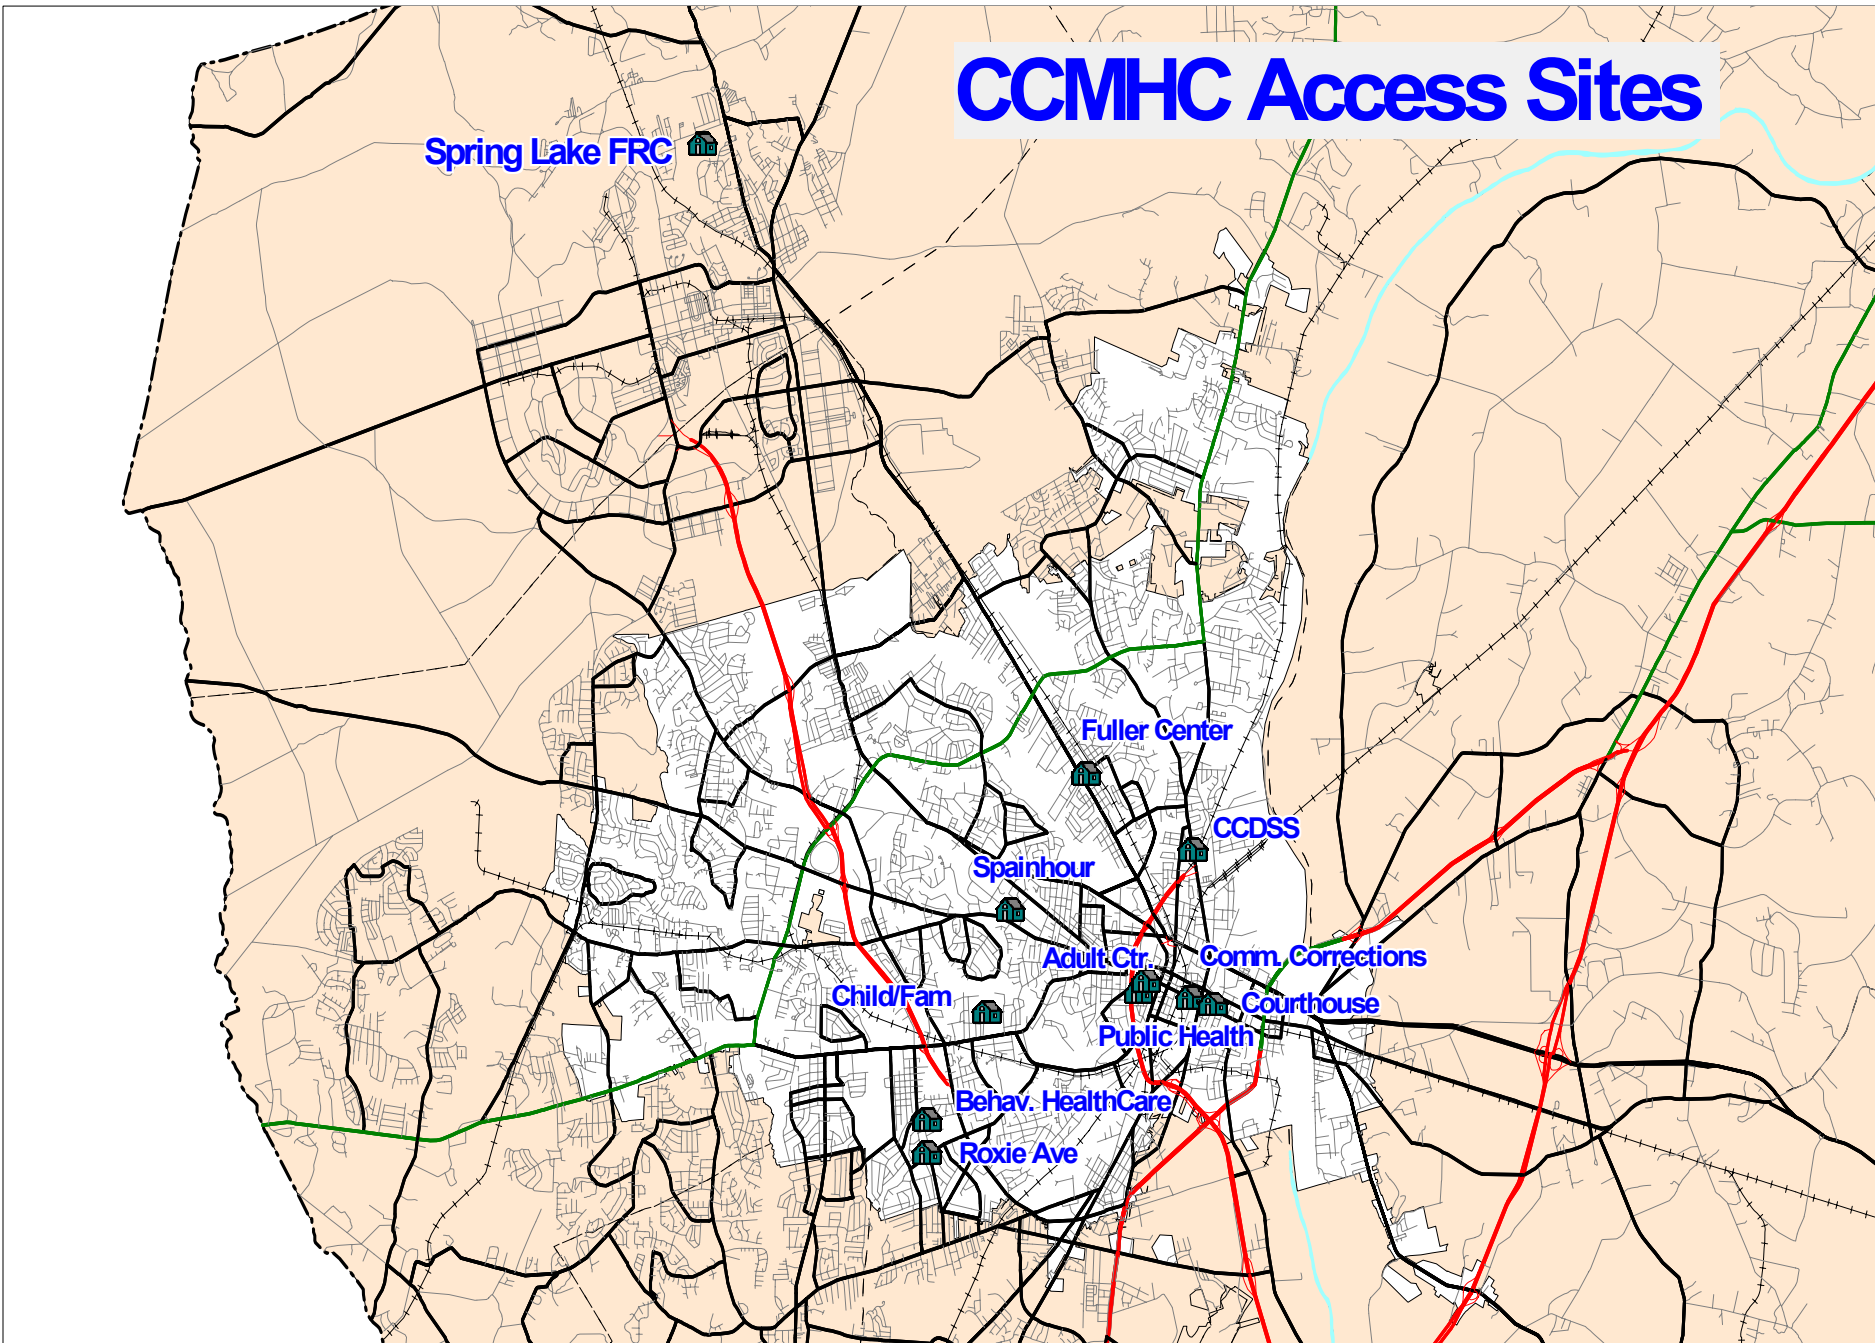 CCMHC Access Sites
Spring Lake FRC
Fuller Center
CCDSS
Spainhour
Adult Ctr.
Comm. Corrections
Child/Fam
Courthouse
Public Health
Behav. HealthCare
Roxie Ave